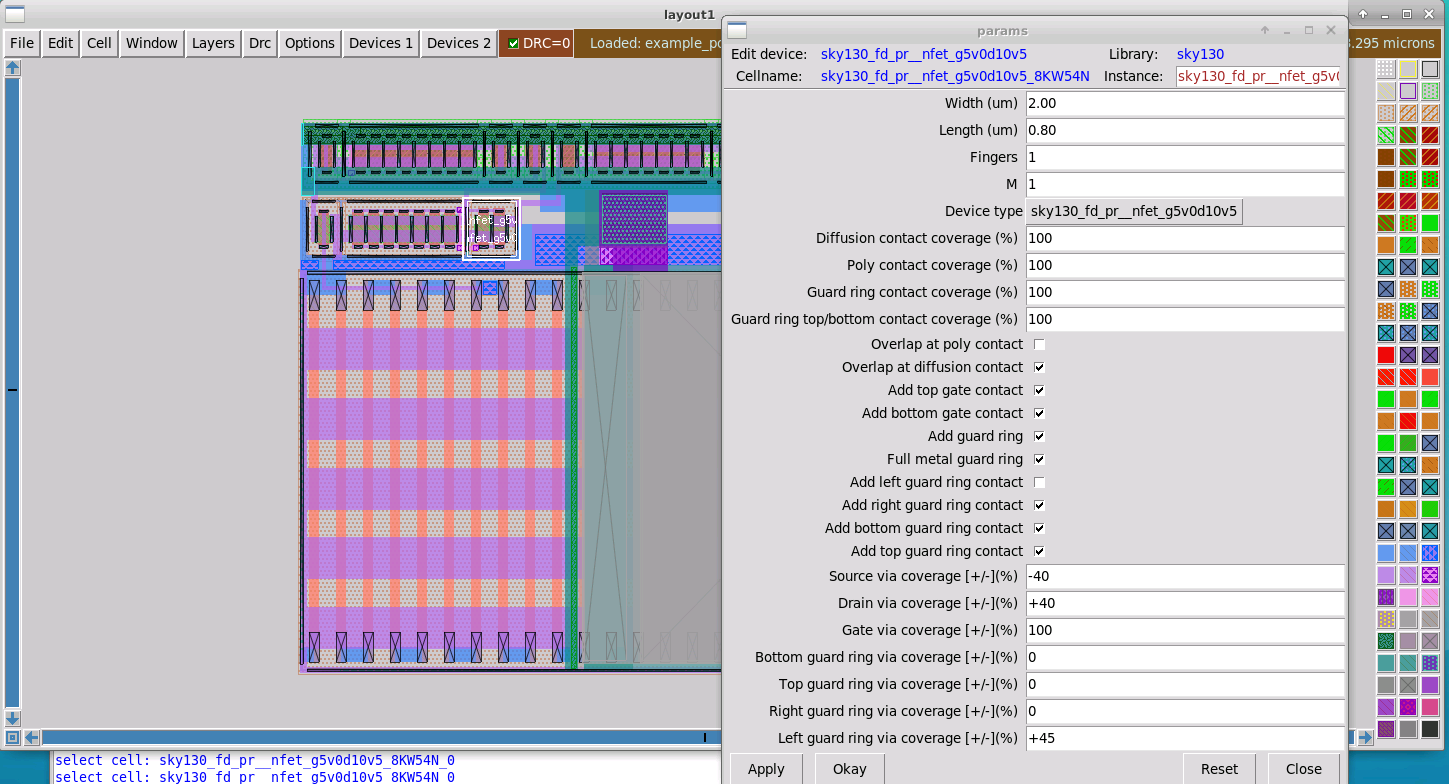 layout1
File Edit Cell Window Layers Drc Options Devices 1 Devices 2 DRC=0 Loaded: example_po
.295 microns
params
Edit device: sky130_fd_pr__nfet_g5v0d10v5 Library: sky130
Cellname: sky130_fd_pr__nfet_g5v0d10v5_8KW54N Instance: sky130_fd_pr__nfet_g5v0
Width (um) 2.00
Length (um) 0.80
Fingers 1
M 1
Device type sky130_fd_pr__nfet_g5v0d10v5
Diffusion contact coverage (%) 100
Poly contact coverage (%) 100
Guard ring contact coverage (%) 100
Guard ring top/bottom contact coverage (%) 100
Overlap at poly contact
Overlap at diffusion contact
Add top gate contact
Add bottom gate contact
Add guard ring
Full metal guard ring
Add left guard ring contact
Add right guard ring contact
Add bottom guard ring contact
Add top guard ring contact
Source via coverage [+/-](%) -40
Drain via coverage [+/-](%) +40
Gate via coverage [+/-](%) 100
Bottom guard ring via coverage [+/-](%) 0
Top guard ring via coverage [+/-](%) 0
Right guard ring via coverage [+/-](%) 0
Left guard ring via coverage [+/-](%) +45
Apply Okay Reset Close
select cell: sky130_fd_pr__nfet_g5v0d10v5_8KW54N_0
select cell: sky130_fd_pr__nfet_g5v0d10v5_8KW54N_0